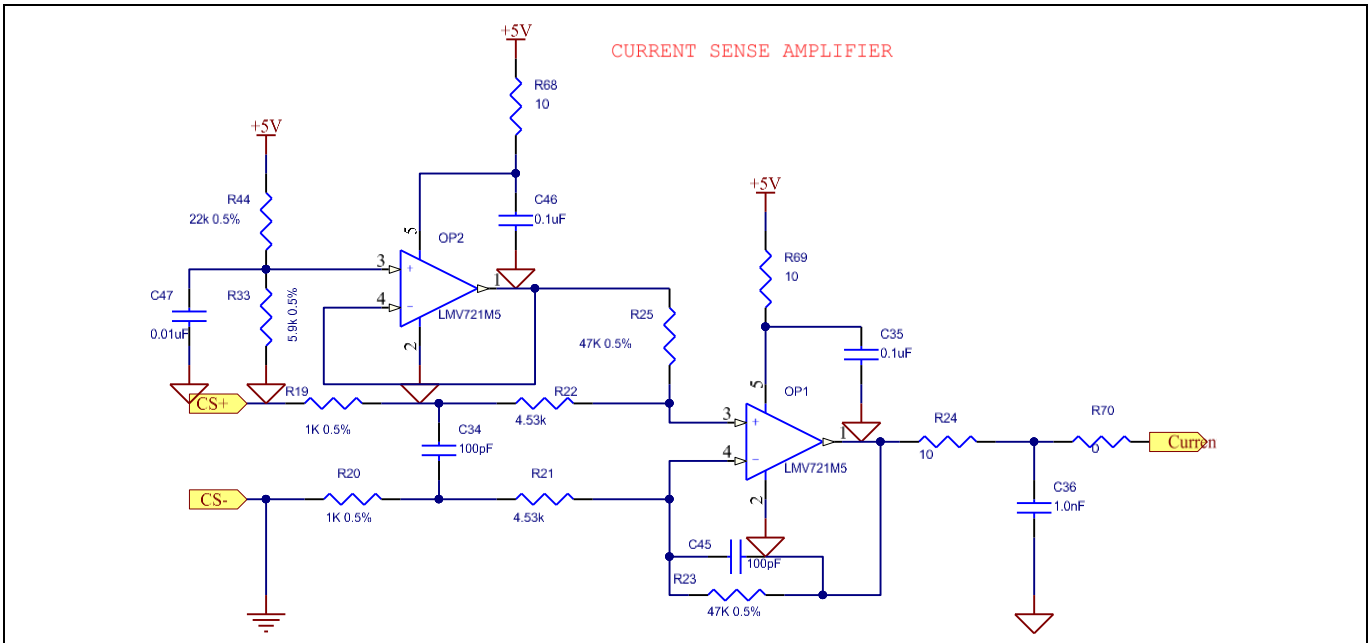 +5V
CURRENT SENSE AMPLIFIER
R68
10
+5V
+5V
R44
22k 0.5%
C46
0.1uF
5
OP2
R69
10
3
+
1
4
−
C47
0.01uF
R33
5.9k 0.5%
LMV721M5
R25
47K 0.5%
2
C35
0.1uF
5
OP1
CS+
R19
1K 0.5%
R22
4.53k
C34
100pF
3
+
1
4
−
LMV721M5
R24
10
R70
0
Curren
CS-
R20
1K 0.5%
R21
4.53k
2
C36
1.0nF
C45
100pF
R23
47K 0.5%